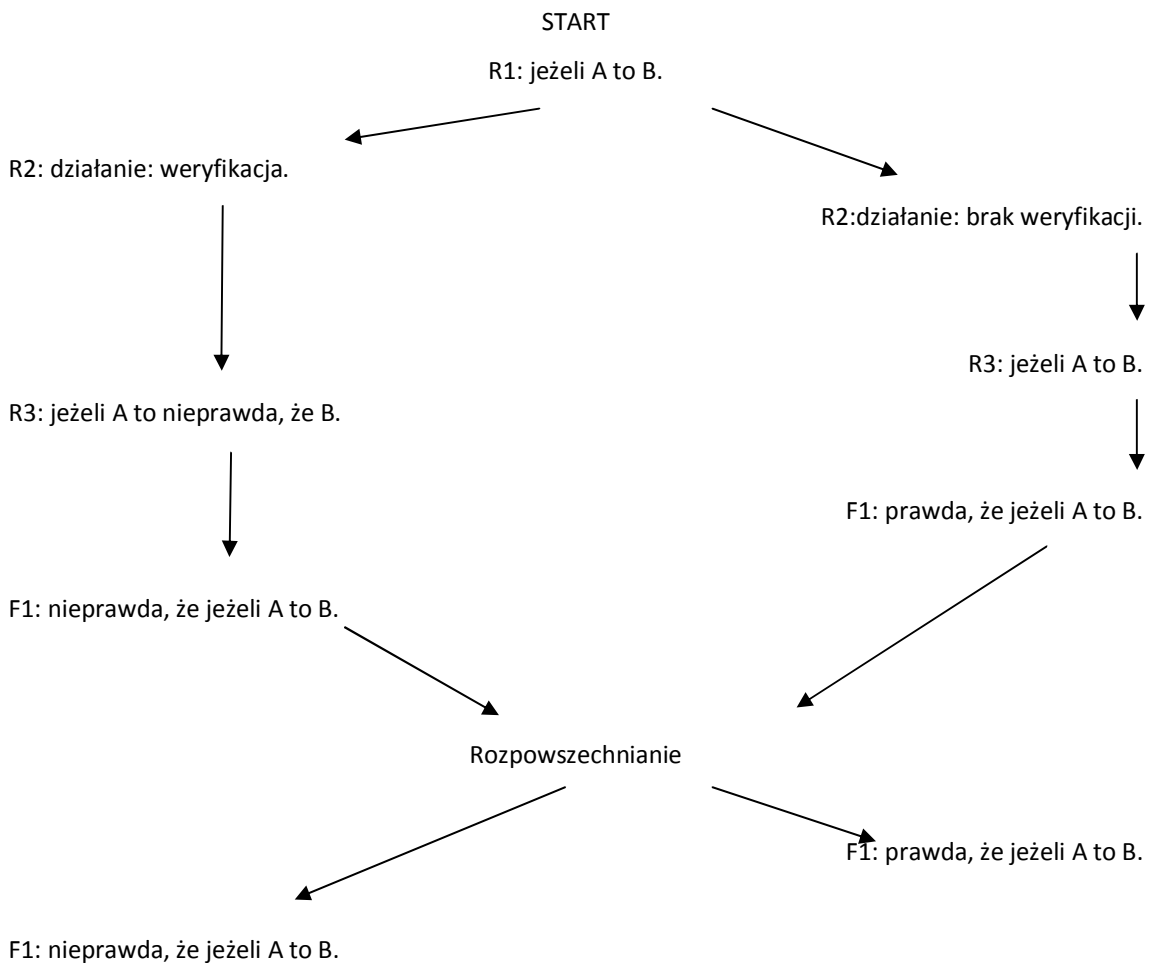 START
R1: jeżeli A to B.
R2: działanie: weryfikacja.
R2:działanie: brak weryfikacji.
R3: jeżeli A to B.
R3: jeżeli A to nieprawda, że B.
F1: prawda, że jeżeli A to B.
F1: nieprawda, że jeżeli A to B.
Rozpowszechnianie
F1: prawda, że jeżeli A to B.
F1: nieprawda, że jeżeli A to B.